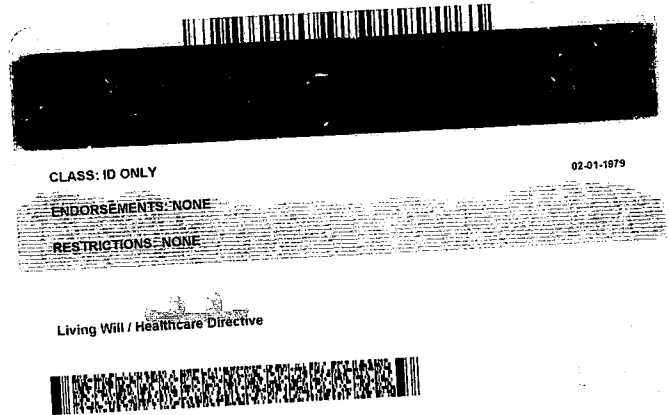 CLASS: ID ONLY
02-01-1979
ENDORSEMENTS: NONE
RESTRICTIONS: NONE
Living Will / Healthcare Directive